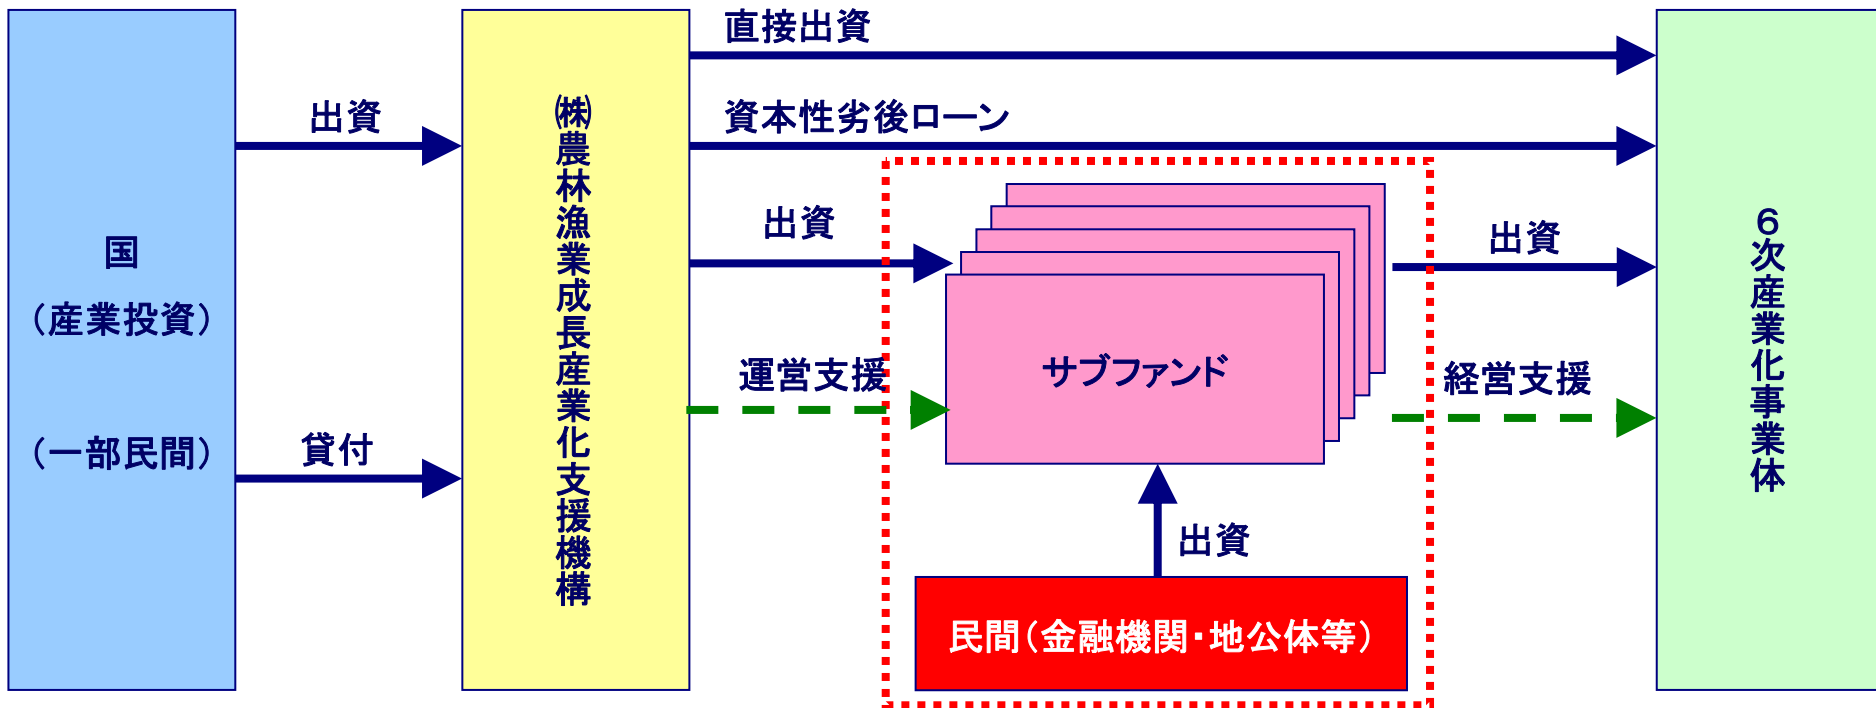 国
（産業投資）
（一部民間）
出資
貸付
㈱農林漁業成長産業化支援機構
直接出資
資本性劣後ローン
出資
運営支援
サブファンド
出資
民間（金融機関・地公体等）
出資
経営支援
６次産業化事業体